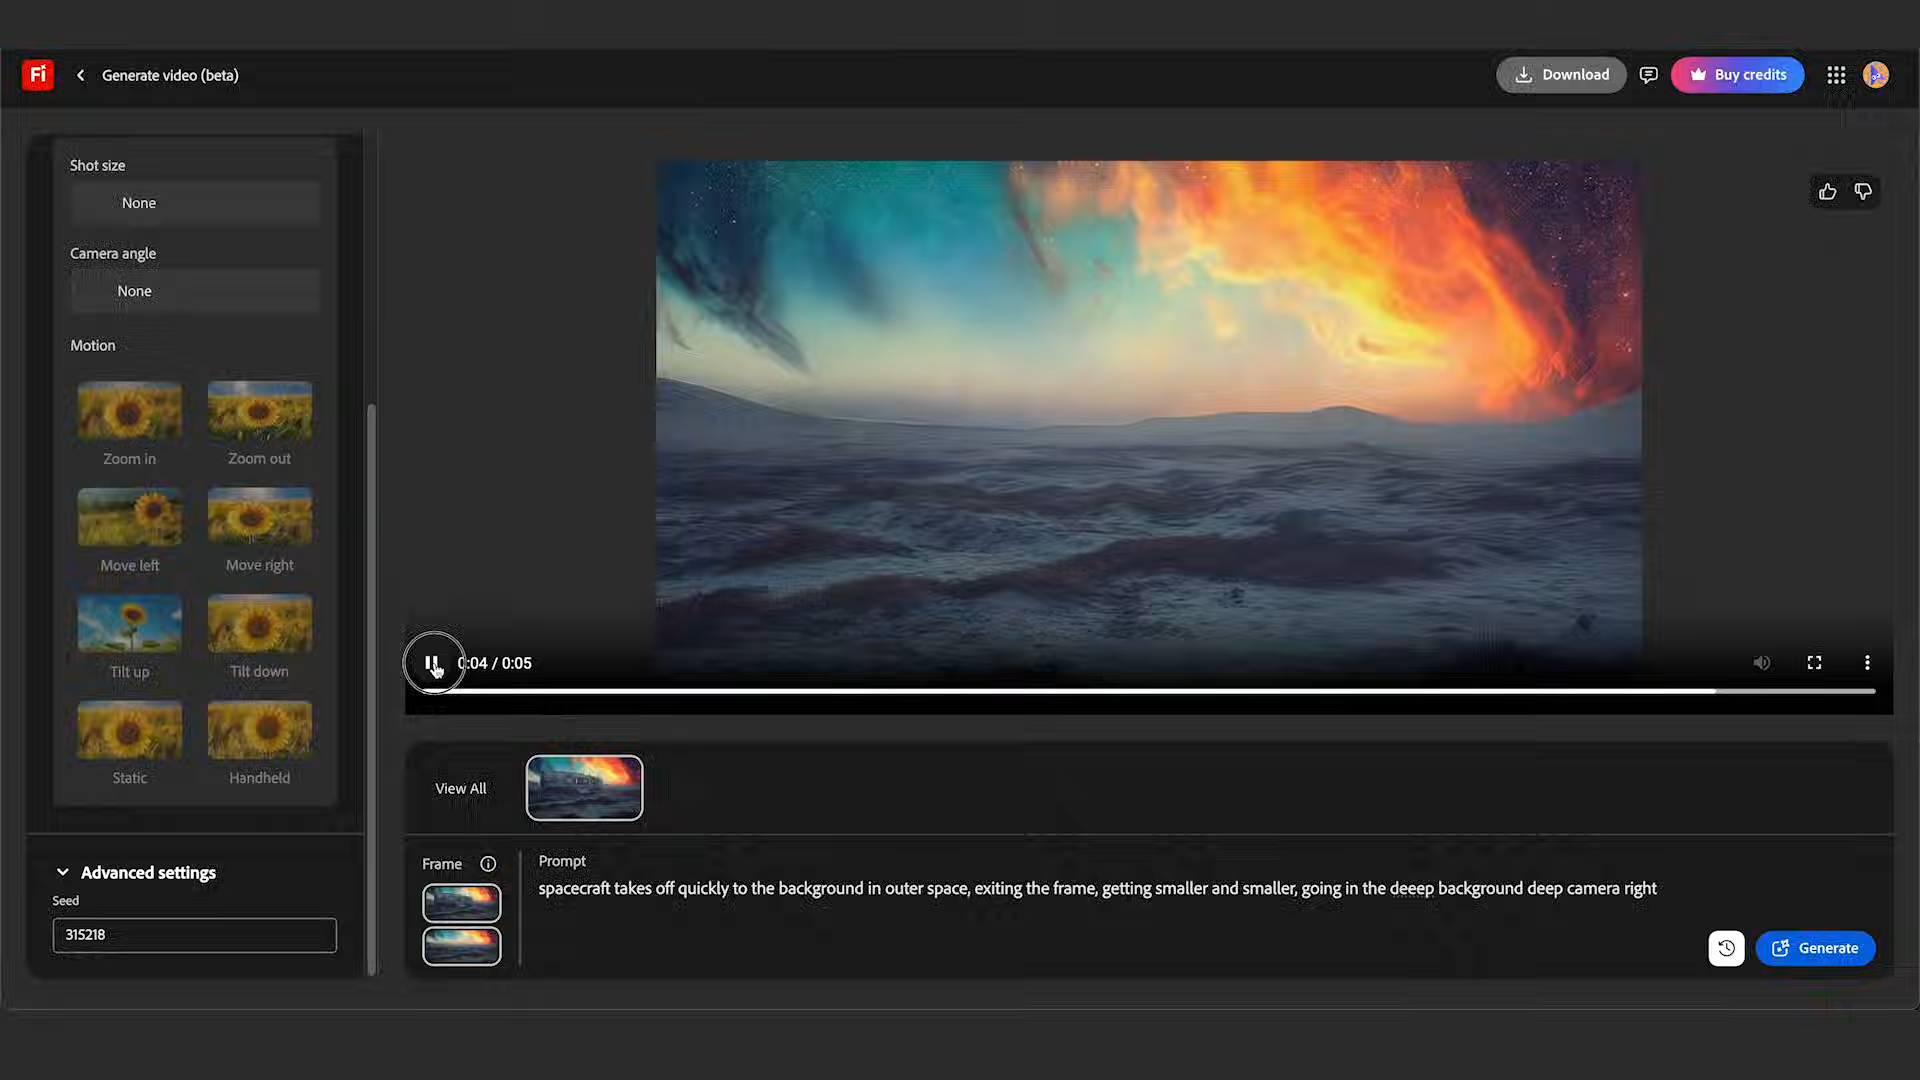 Fi
Generate video (beta)
Download
Buy credits
Shot size
None
Camera angle
None
Motion
Zoom in
Zoom out
Move left
Move right
Tilt up
Tilt down
Static
Handheld
Advanced settings
Seed
315218
0:04 / 0:05
View All
Frame
Prompt
spacecraft takes off quickly to the background in outer space, exiting the frame, getting smaller and smaller, going in the deeep background deep camera right
Generate